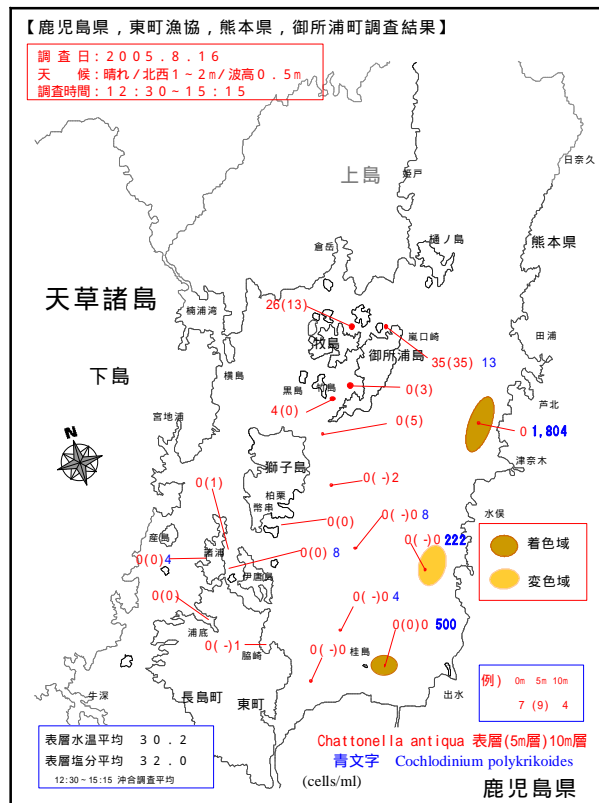 【鹿児島県，東町漁協，熊本県，御所浦町調査結果】
調 査 日：２００５．８．１６
天　　候：晴れ/北西１～２ｍ/波高０．５ｍ
調査時間：１２：３０～１５：１５
日奈久
姫戸
上島
樋ノ島
熊本県
倉岳
天草諸島
楠浦湾
26(13)
牧島
嵐口崎
御所浦島
田浦
35(35) 13
下島
横島
黒島
竹島
0(3)
芦北
4(0)
宮地浦
0(5)
0 1,804
N
獅子島
津奈木
0(1)
柏栗
0(-)2
幣串
水俣
0(0)
0(-)0 8
産島
0(-)0 222
着色域
0(0)4
諸浦
0(0) 8
伊唐島
変色域
0(0)
0(-)0 4
浦底
0(0)0 500
0(-)1
脇崎
0(-)0
桂島
牛深
長島町
東町
出水
例) 0m 5m 10m
7 (9) 4
表層水温平均　３０．２
表層塩分平均　３２．０
12:30～15:15 沖合調査平均
Chattonella antiqua 表層(5m層)10m層
青文字 Cochlodinium polykrikoides
(cells/ml)
鹿児島県